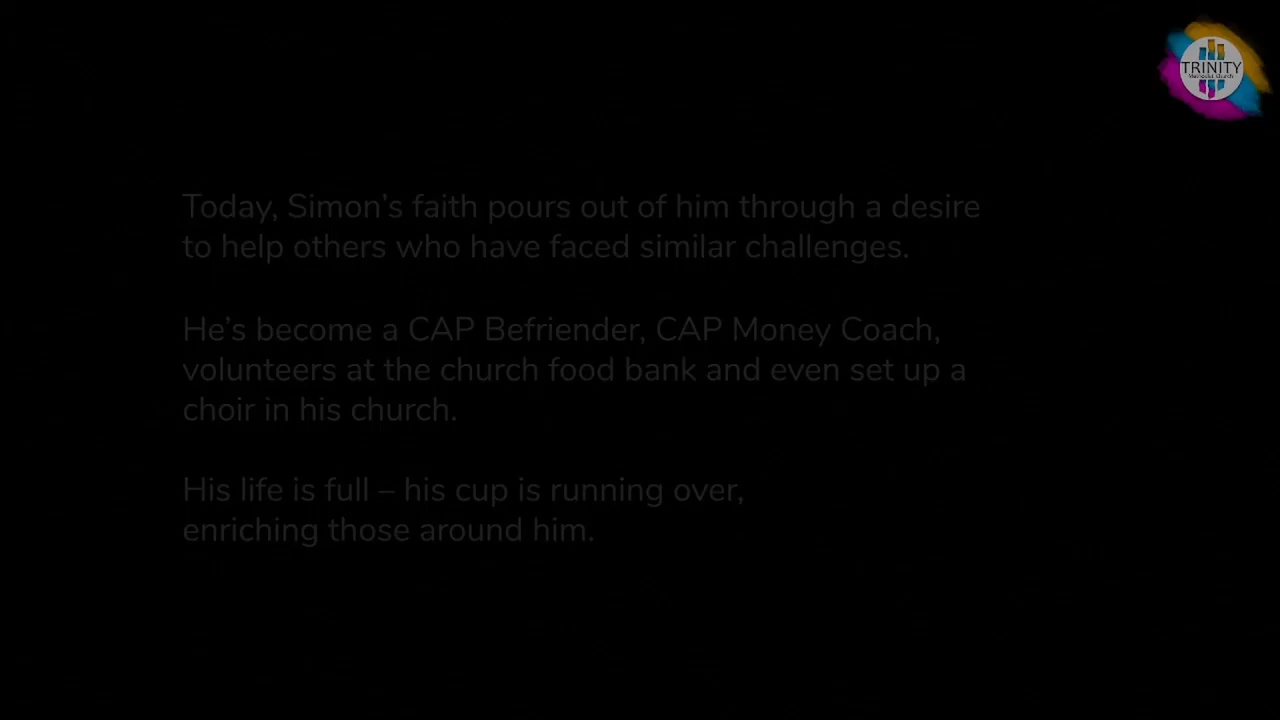 TRINITY
Methodist Church
Today, Simon’s faith pours out of him through a desire
to help others who have faced similar challenges.
He’s become a CAP Befriender, CAP Money Coach,
volunteers at the church food bank and even set up a
choir in his church.
His life is full – his cup is running over,
enriching those around him.